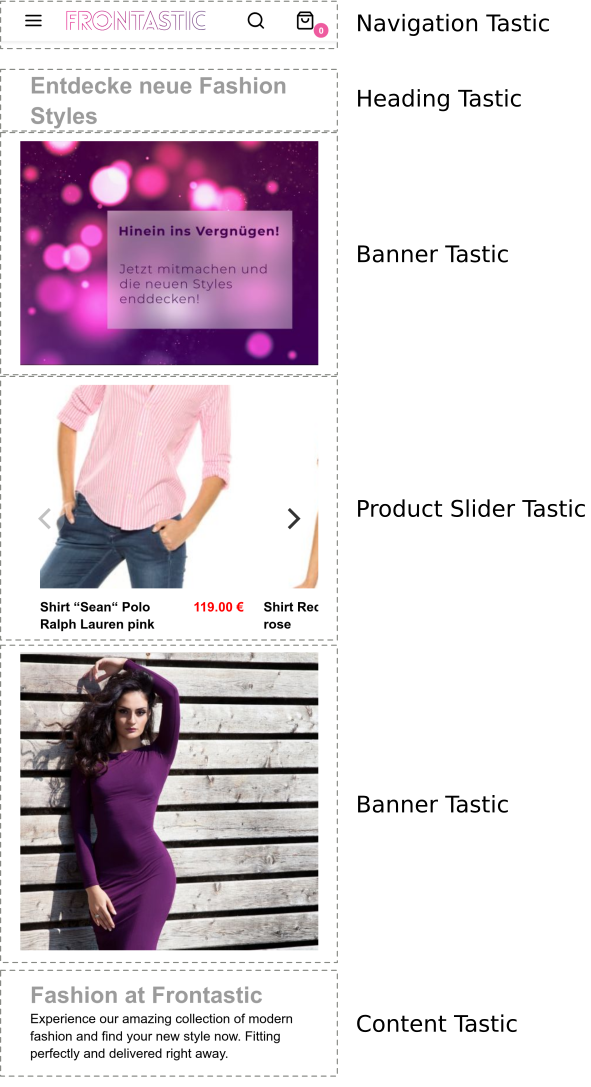 FRONTASTIC
0
Navigation Tastic
Entdecke neue Fashion
Styles
Heading Tastic
Hinein ins Vergnügen!
Jetzt mitmachen und
die neuen Styles
enddecken!
Banner Tastic
Product Slider Tastic
Shirt “Sean“ Polo
Ralph Lauren pink
119.00 €
Shirt Rec
rose
Banner Tastic
Fashion at Frontastic
Experience our amazing collection of modern
fashion and find your new style now. Fitting
perfectly and delivered right away.
Content Tastic